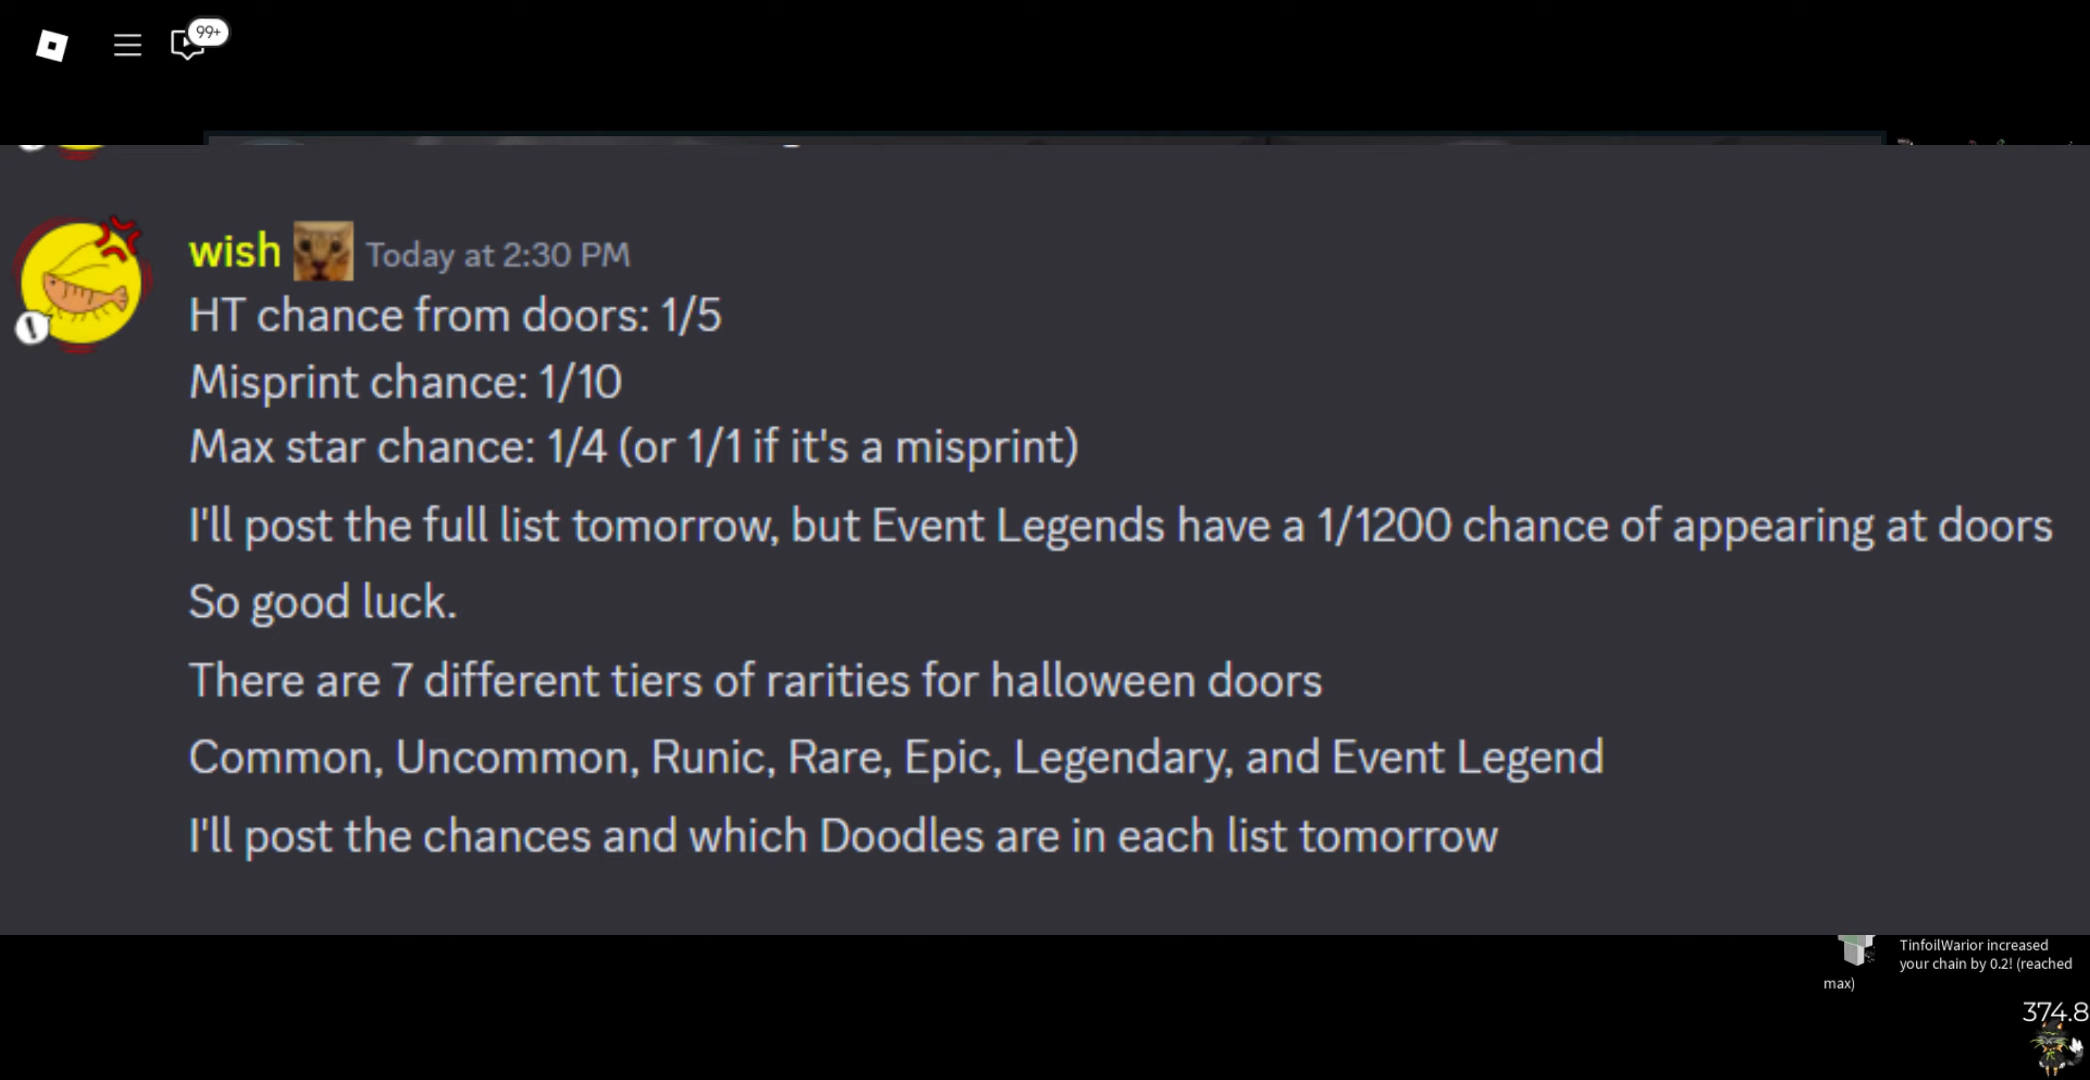 99+
wish Today at 2:30 PM
HT chance from doors: 1/5
Misprint chance: 1/10
Max star chance: 1/4 (or 1/1 if it's a misprint)
I'll post the full list tomorrow, but Event Legends have a 1/1200 chance of appearing at doors
So good luck.
There are 7 different tiers of rarities for halloween doors
Common, Uncommon, Runic, Rare, Epic, Legendary, and Event Legend
I'll post the chances and which Doodles are in each list tomorrow
TinfoilWarior increased
your chain by 0.2! (reached
max)
374.8